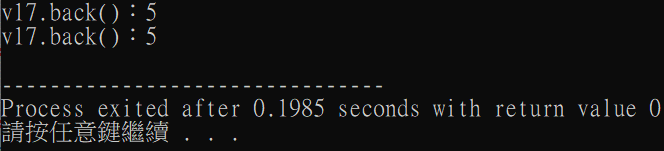 v17.back()：5
v17.back()：5
--------------------------------
Process exited after 0.1985 seconds with return value 0
請按任意鍵繼續 . . .